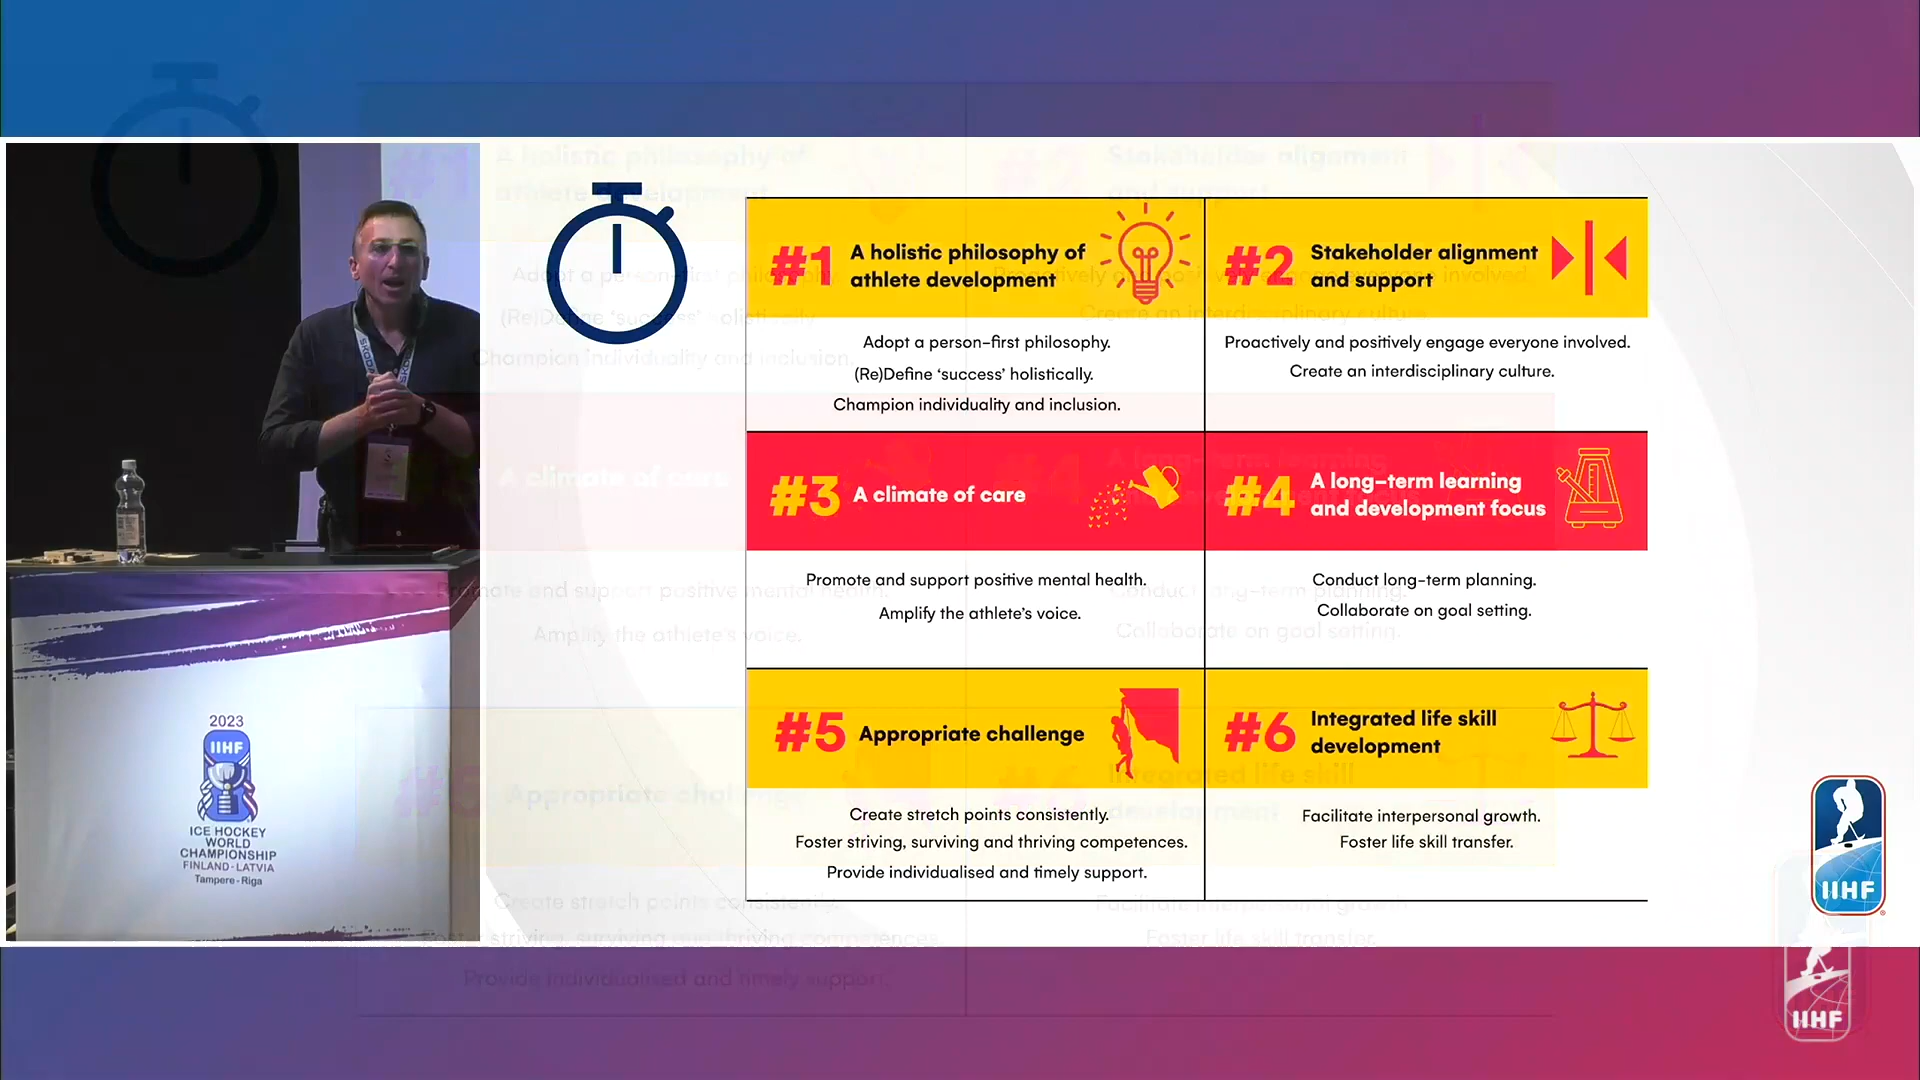 #1 A holistic philosophy of
athlete development
Adopt a person-first philosophy.
(Re)Define ‘success’ holistically.
Champion individuality and inclusion.
#2 Stakeholder alignment
and support
Proactively and positively engage everyone involved.
Create an interdisciplinary culture.
#3 A climate of care
Promote and support positive mental health.
Amplify the athlete’s voice.
#4 A long-term learning
and development focus
Conduct long-term planning.
Collaborate on goal setting.
#5 Appropriate challenge
Create stretch points consistently.
Foster striving, surviving and thriving competences.
Provide individualised and timely support.
#6 Integrated life skill
development
Facilitate interpersonal growth.
Foster life skill transfer.
SKODA
2023
IIHF
ICE HOCKEY
WORLD
CHAMPIONSHIP
FINLAND - LATVIA
Tampere - Riga
IIHF
IIHF